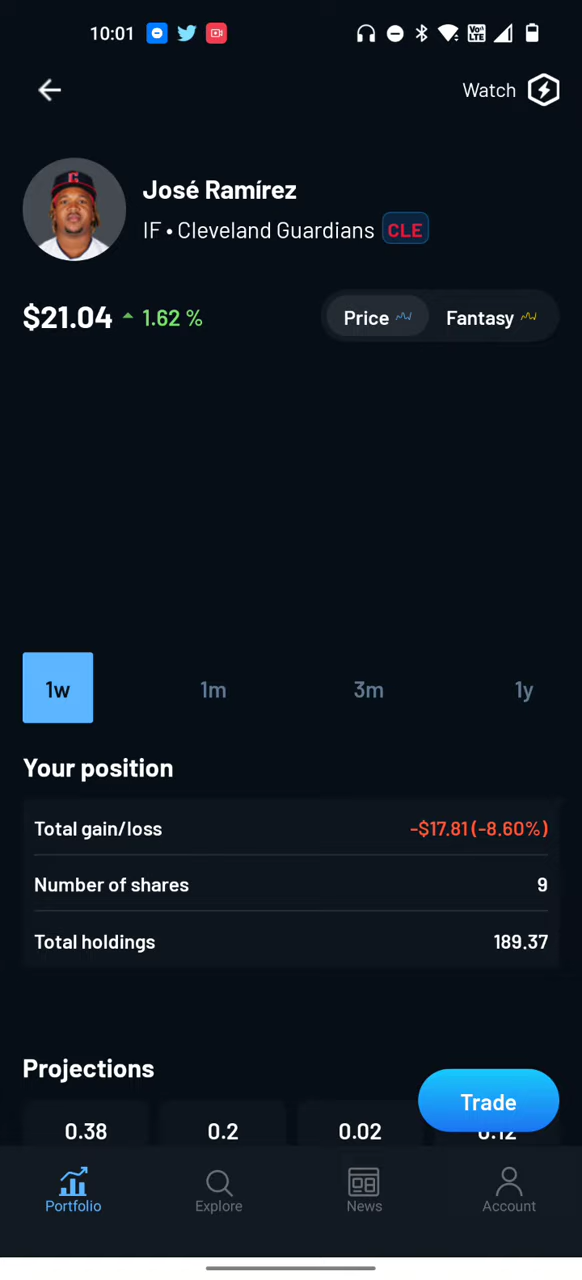 10:01
Watch
José Ramírez
IF • Cleveland Guardians CLE
$21.04 1.62 %
Price Fantasy
1w 1m 3m 1y
Your position
Total gain/loss -$17.81 (-8.60%)
Number of shares 9
Total holdings 189.37
Projections
Trade
0.38 0.2 0.02 0.12
Portfolio Explore News Account